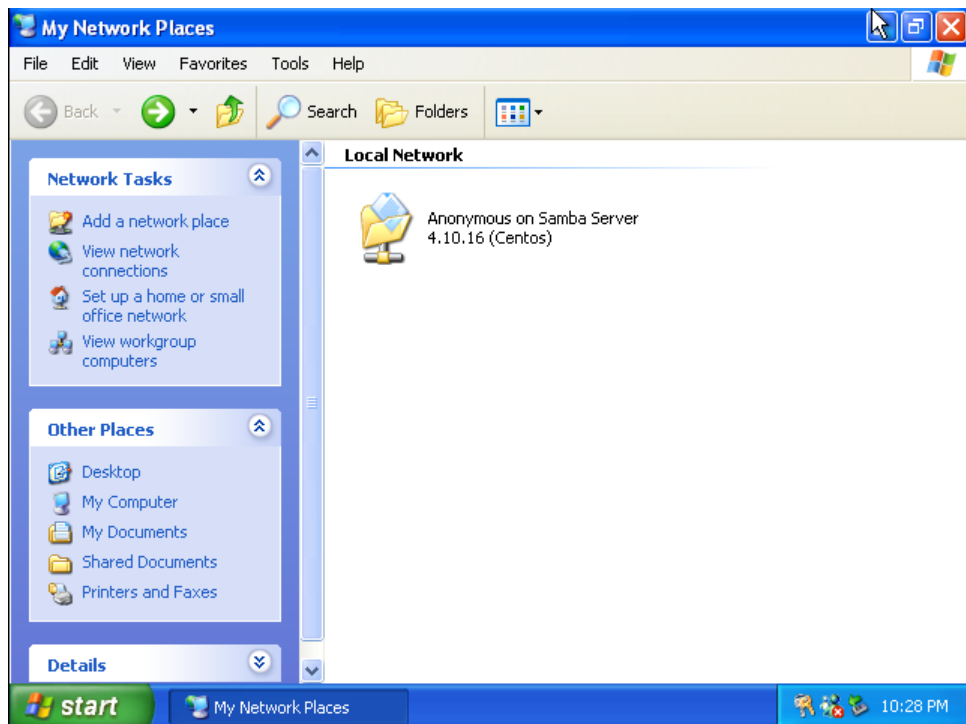 My Network Places
File Edit View Favorites Tools Help
Back Search Folders
Network Tasks
Add a network place
View network
connections
Set up a home or small
office network
View workgroup
computers
Other Places
Desktop
My Computer
My Documents
Shared Documents
Printers and Faxes
Details
Local Network
Anonymous on Samba Server
4.10.16 (Centos)
start My Network Places 10:28 PM